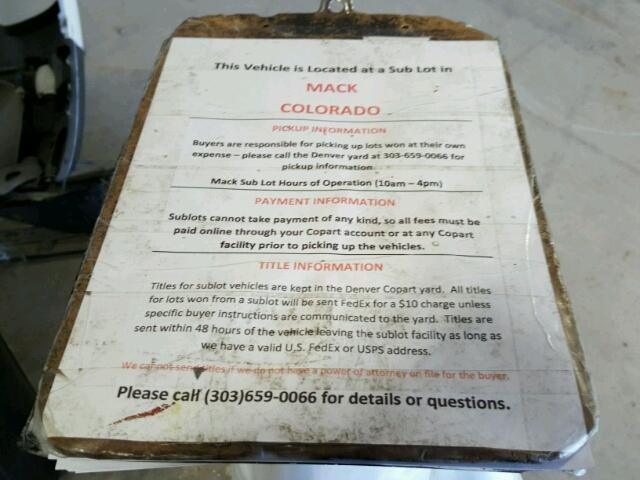 This Vehicle is Located at a Sub Lot in
MACK
COLORADO
PICKUP INFORMATION
Buyers are responsible for picking up lots won at their own
expense – please call the Denver yard at 303-659-0066 for
pickup information.
Mack Sub Lot Hours of Operation (10am – 4pm)
PAYMENT INFORMATION
Sublots cannot take payment of any kind, so all fees must be
paid online through your Copart account or at any Copart
facility prior to picking up the vehicles.
TITLE INFORMATION
Titles for sublot vehicles are kept in the Denver Copart yard. All titles
for lots won from a sublot will be sent FedEx for a $10 charge unless
specific buyer instructions are communicated to the yard. Titles are
sent within 48 hours of the vehicle leaving the sublot facility as long as
we have a valid U.S. FedEx or USPS address.
We cannot send titles if we do not have a power of attorney on file for the buyer.
Please call (303)659-0066 for details or questions.